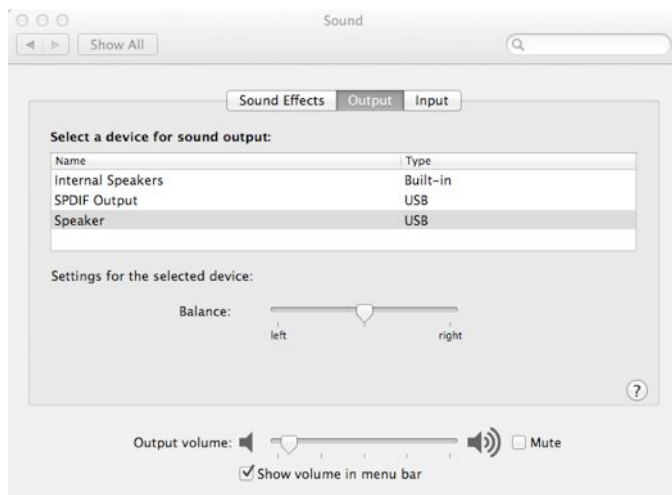 Sound
Show All
Sound Effects Output Input
Select a device for sound output:
Name Type
Internal Speakers Built-in
SPDIF Output USB
Speaker USB
Settings for the selected device:
Balance:
left right
?
Output volume: Mute
Show volume in menu bar